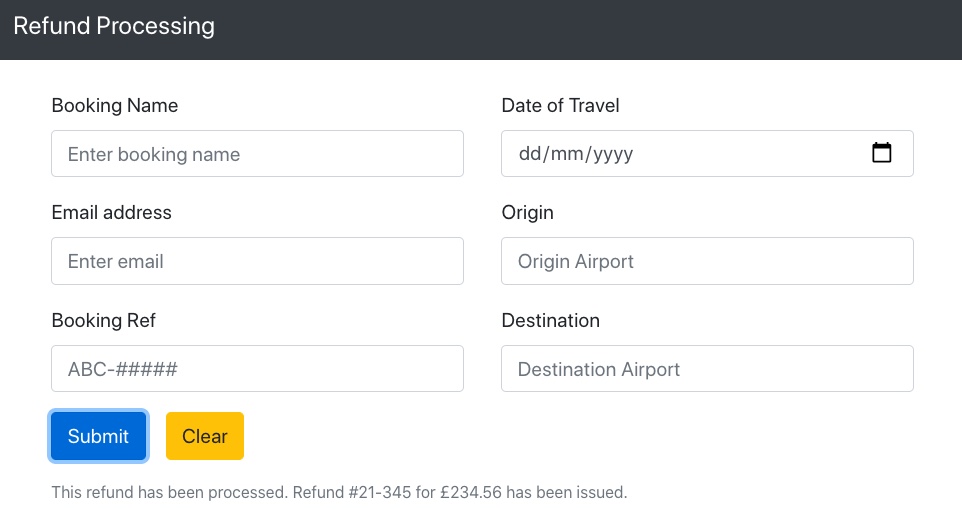 Refund Processing
Booking Name
Date of Travel
Enter booking name
dd/mm/yyyy
Email address
Origin
Enter email
Origin Airport
Booking Ref
Destination
ABC-#####
Destination Airport
Submit
Clear
This refund has been processed. Refund #21-345 for £234.56 has been issued.